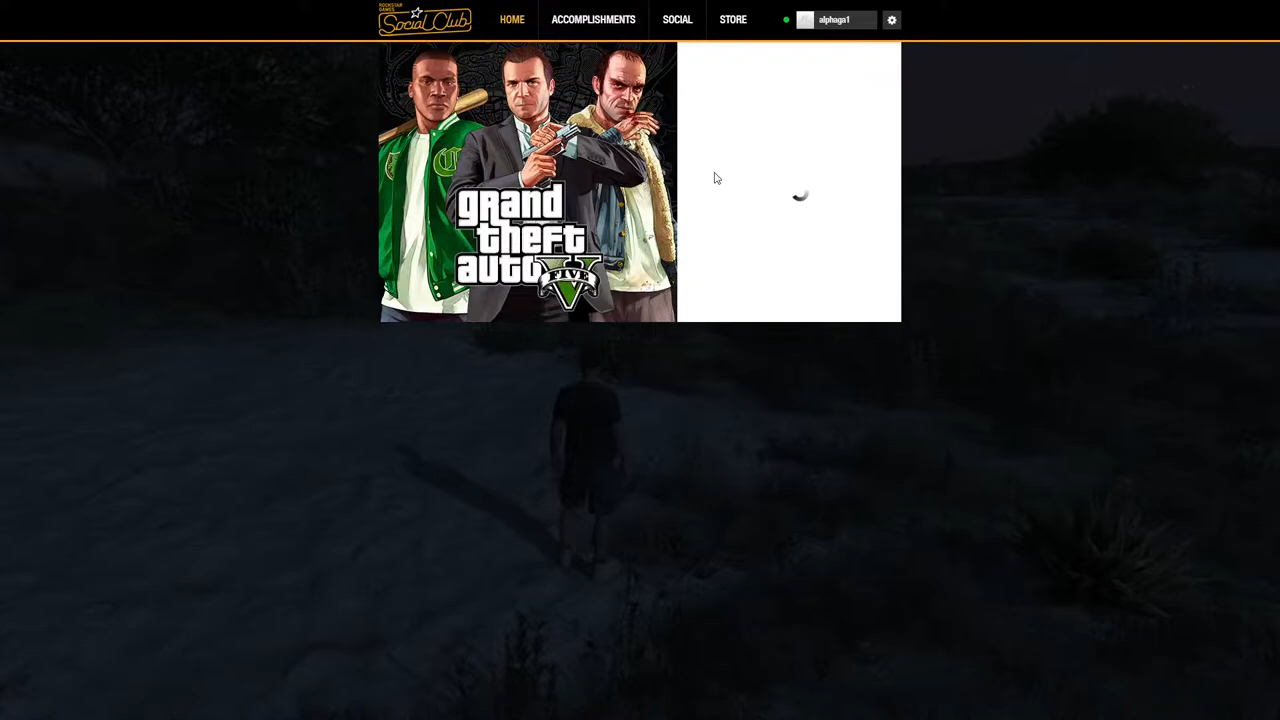 ROCKSTAR
GAMES
Social Club
HOME
ACCOMPLISHMENTS
SOCIAL
STORE
alphaga1
grand
theft
auto
FIVE
V